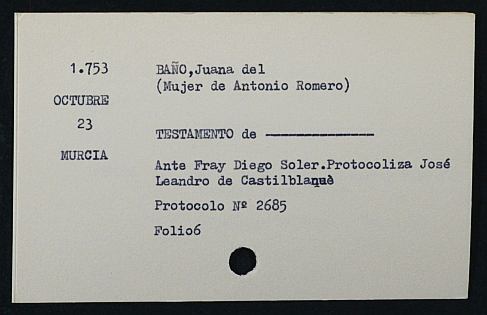 1.753
OCTUBRE
23
MURCIA
BAÑO,Juana del
(Mujer de Antonio Romero)
TESTAMENTO de ---------------
Ante Fray Diego Soler.Protocoliza José
Leandro de Castilblanquè
Protocolo Nº 2685
Folio6